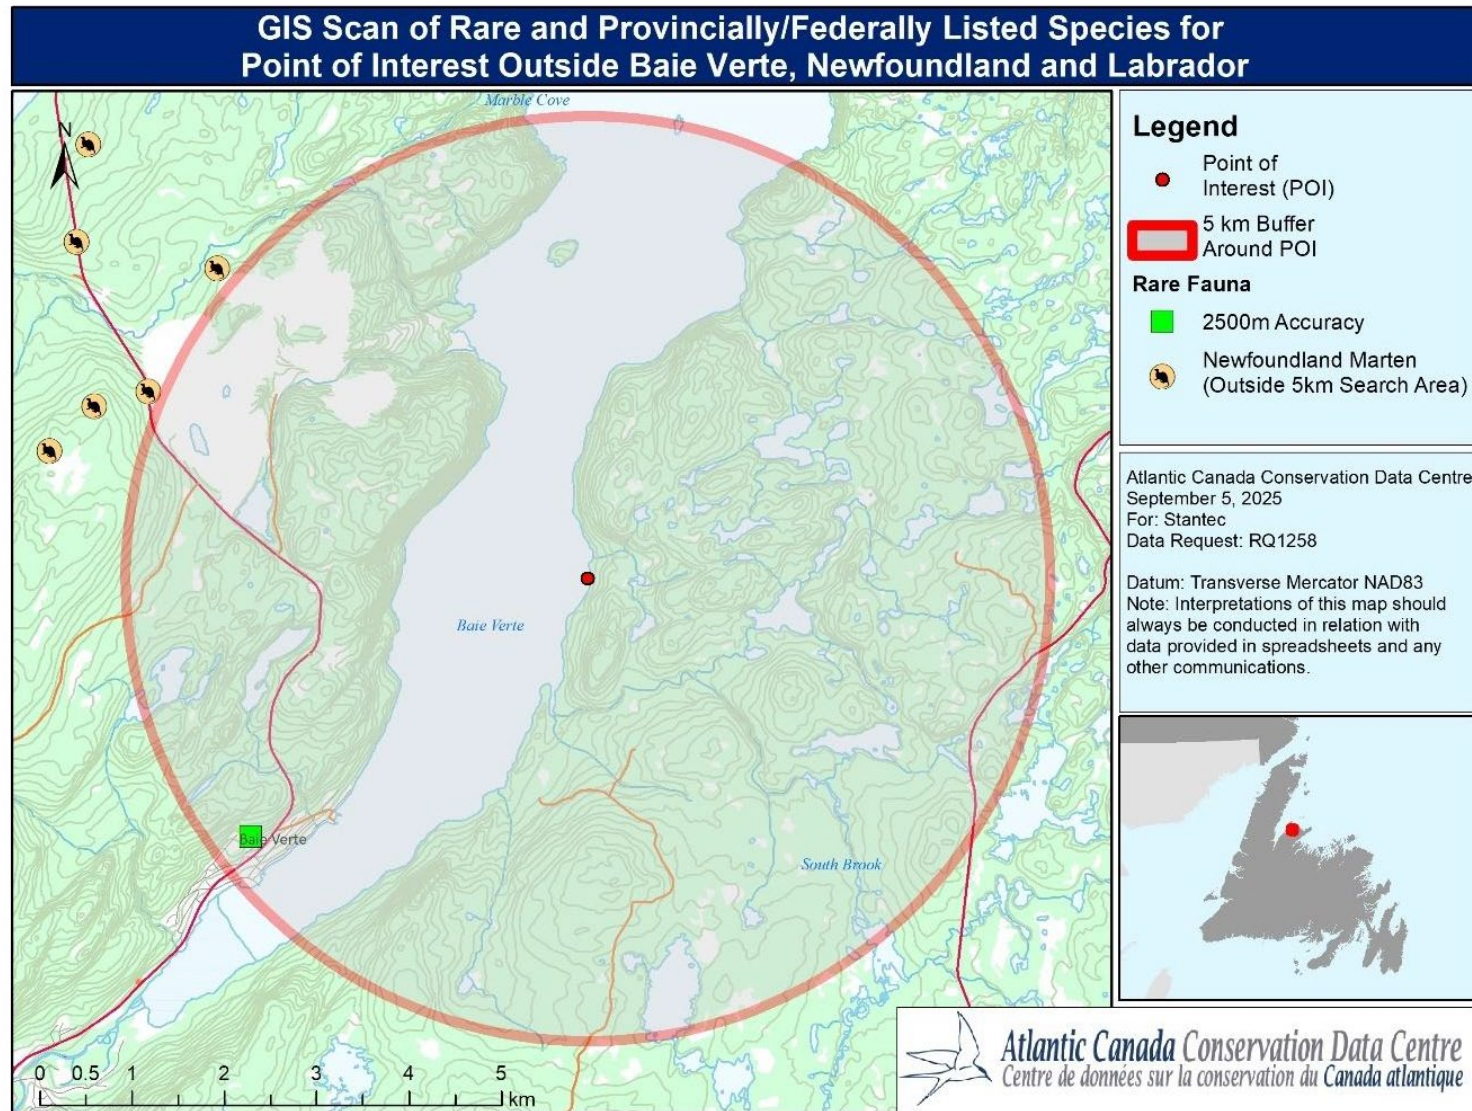 GIS Scan of Rare and Provincially/Federally Listed Species for
Point of Interest Outside Baie Verte, Newfoundland and Labrador
Marble Cove
N
Baie Verte
Baie Verte
South Brook
0 0.5 1 2 3 4 5
km
Legend
Point of
Interest (POI)
5 km Buffer
Around POI
Rare Fauna
2500m Accuracy
Newfoundland Marten
(Outside 5km Search Area)
Atlantic Canada Conservation Data Centre
September 5, 2025
For: Stantec
Data Request: RQ1258
Datum: Transverse Mercator NAD83
Note: Interpretations of this map should
always be conducted in relation with
data provided in spreadsheets and any
other communications.
Atlantic Canada Conservation Data Centre
Centre de données sur la conservation du Canada atlantique